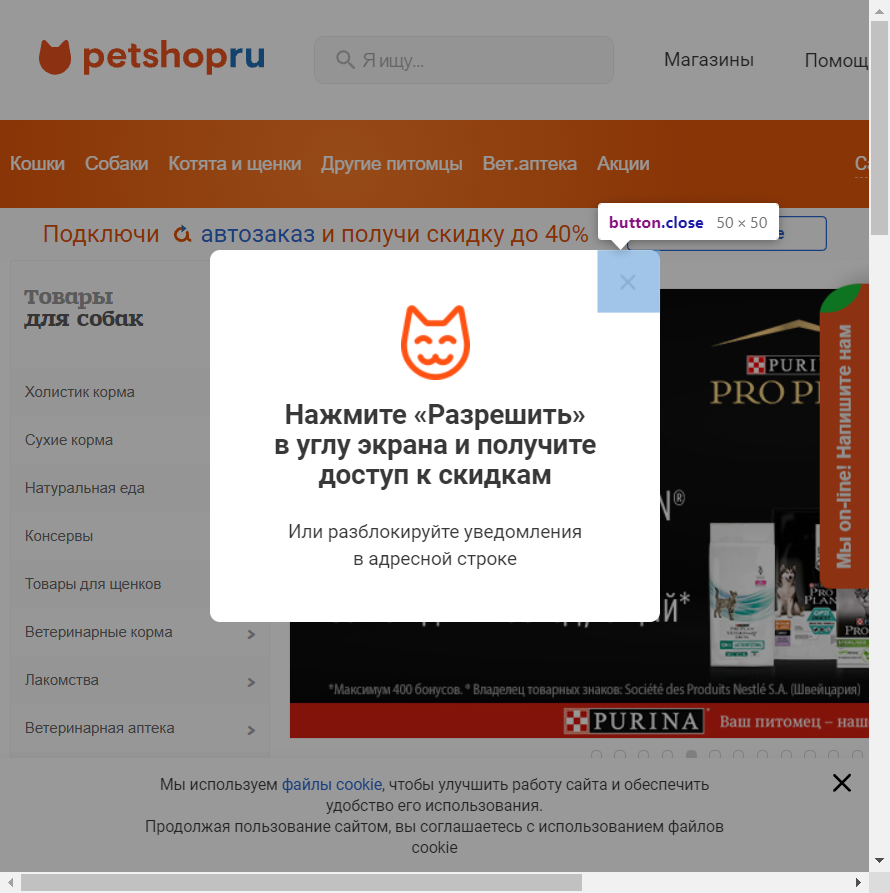 petshopru
Я ищу...
Магазины
Помощ
Кошки Собаки Котята и щенки Другие питомцы Вет.аптека Акции
button.close 50 × 50
Подключи автозаказ и получи скидку до 40%
Товары
для собак
Холистик корма
Сухие корма
Натуральная еда
Консервы
Товары для щенков
Ветеринарные корма
Лакомства
Ветеринарная аптека
Нажмите «Разрешить»
в углу экрана и получите
доступ к скидкам
Или разблокируйте уведомления
в адресной строке
PURI
PRO PL
Мы on-line! Напишите нам
*Максимум 400 бонусов. * Владелец товарных знаков: Société des Produits Nestlé S.A. (Швейцария)
PURINA Ваш питомец – наш
Мы используем файлы cookie, чтобы улучшить работу сайта и обеспечить
удобство его использования.
Продолжая пользование сайтом, вы соглашаетесь с использованием файлов
cookie